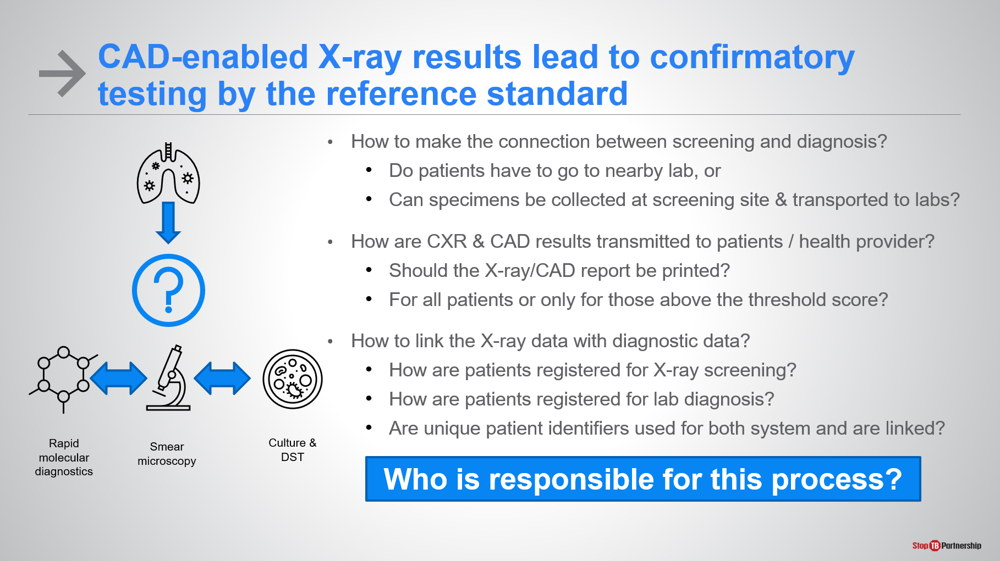 CAD-enabled X-ray results lead to confirmatory
testing by the reference standard
• How to make the connection between screening and diagnosis?
• Do patients have to go to nearby lab, or
• Can specimens be collected at screening site & transported to labs?
• How are CXR & CAD results transmitted to patients / health provider?
• Should the X-ray/CAD report be printed?
• For all patients or only for those above the threshold score?
• How to link the X-ray data with diagnostic data?
• How are patients registered for X-ray screening?
• How are patients registered for lab diagnosis?
• Are unique patient identifiers used for both system and are linked?
?
Rapid
molecular
diagnostics
Smear
microscopy
Culture &
DST
Who is responsible for this process?
Stop TB Partnership